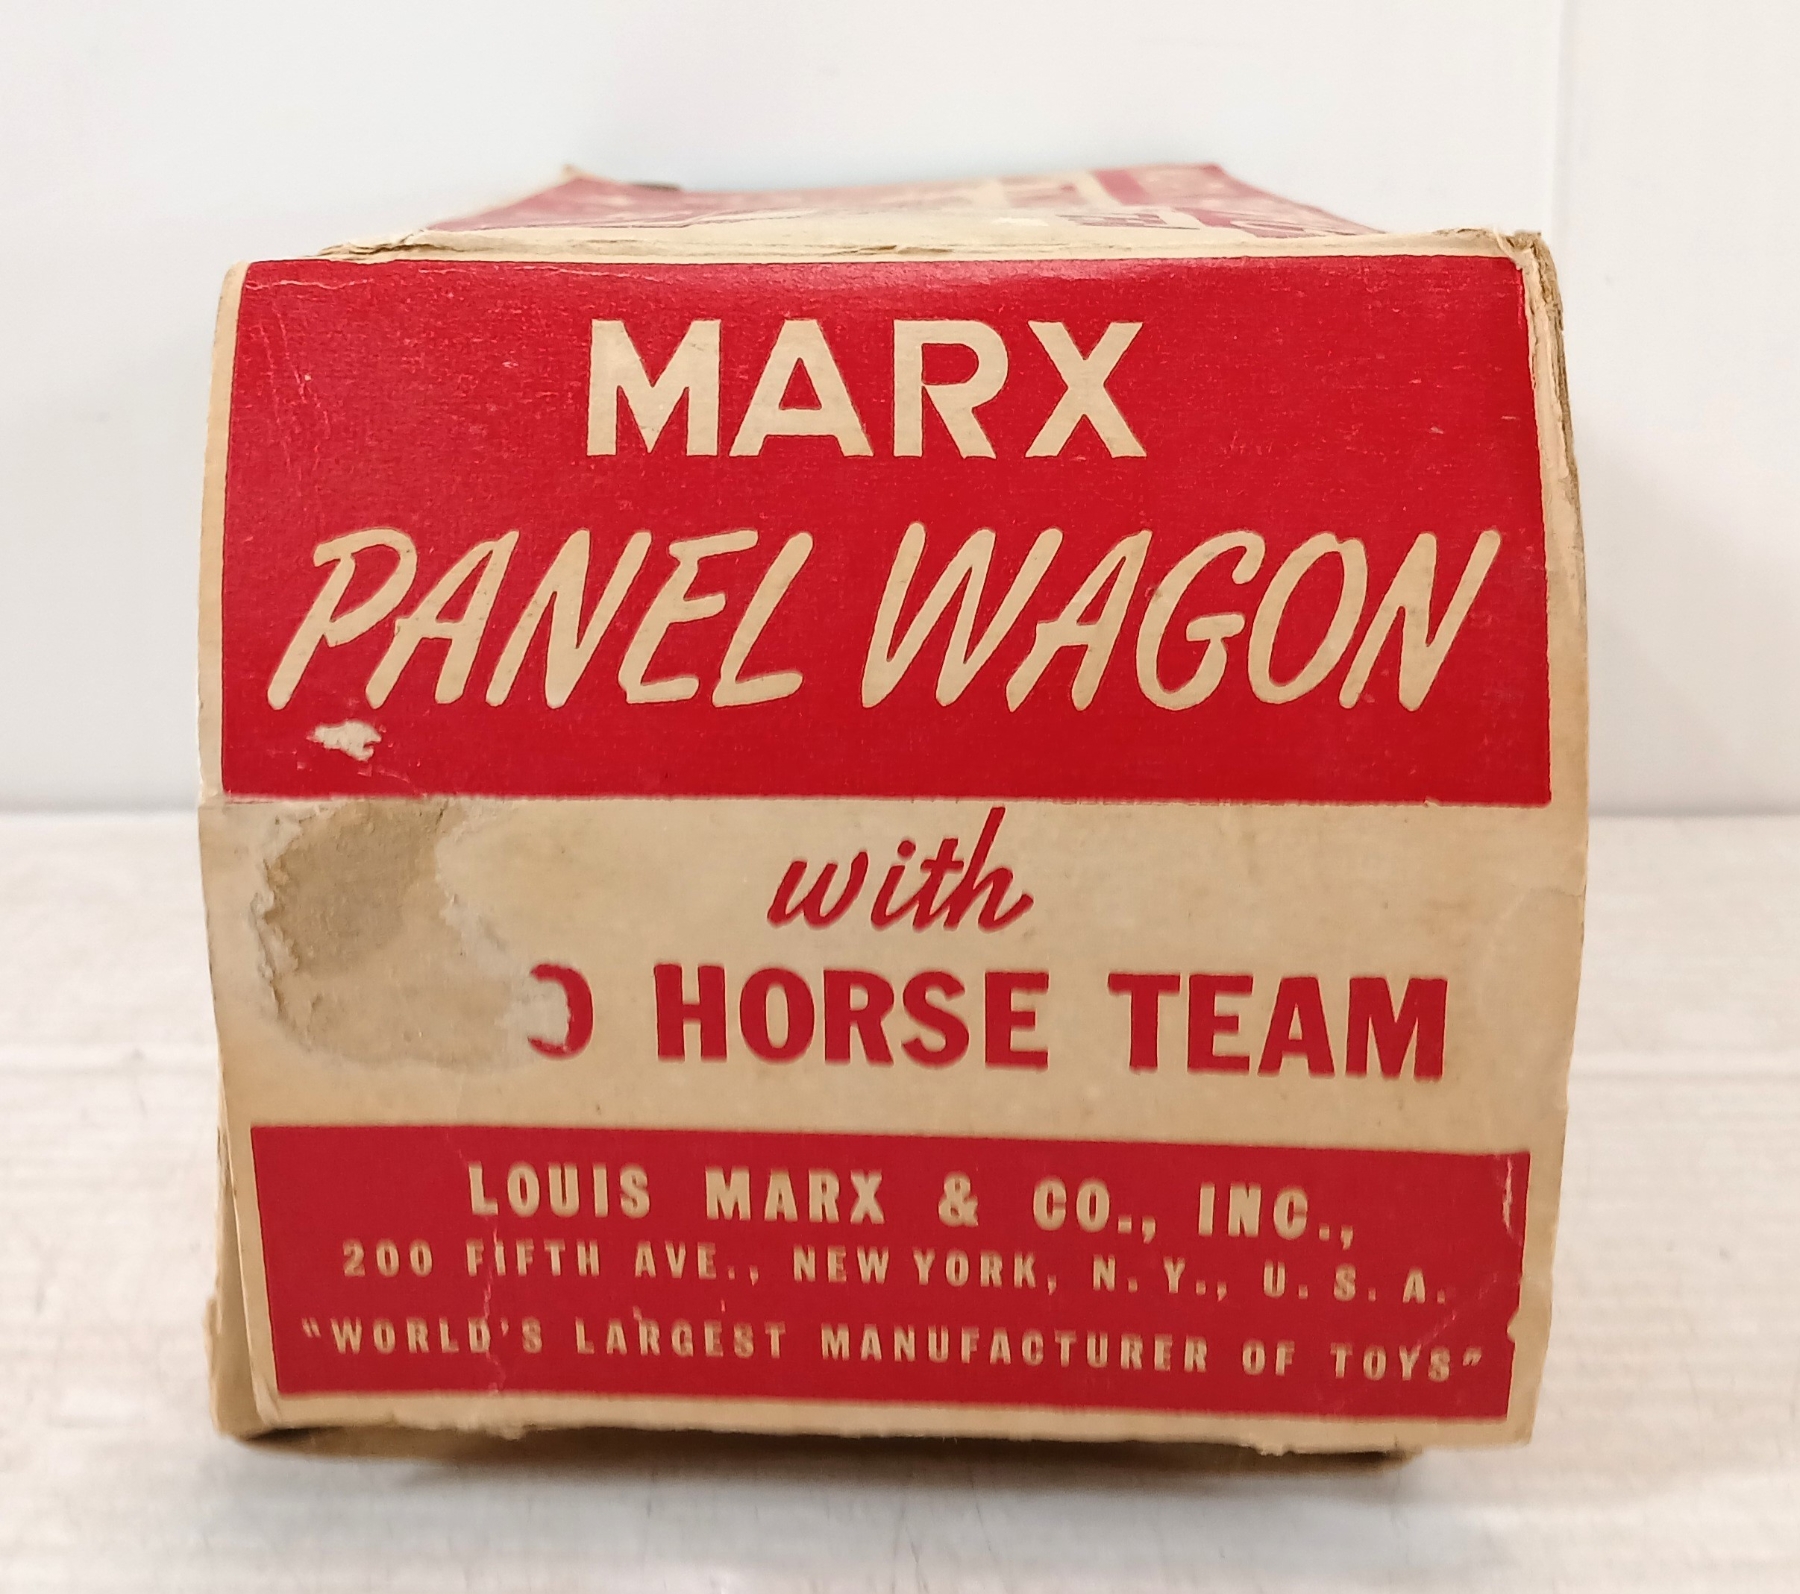 MARX
PANEL WAGON
with
HORSE TEAM
LOUIS MARX & CO., INC.,
200 FIFTH AVE., NEW YORK, N. Y., U. S. A.
"WORLD'S LARGEST MANUFACTURER OF TOYS"